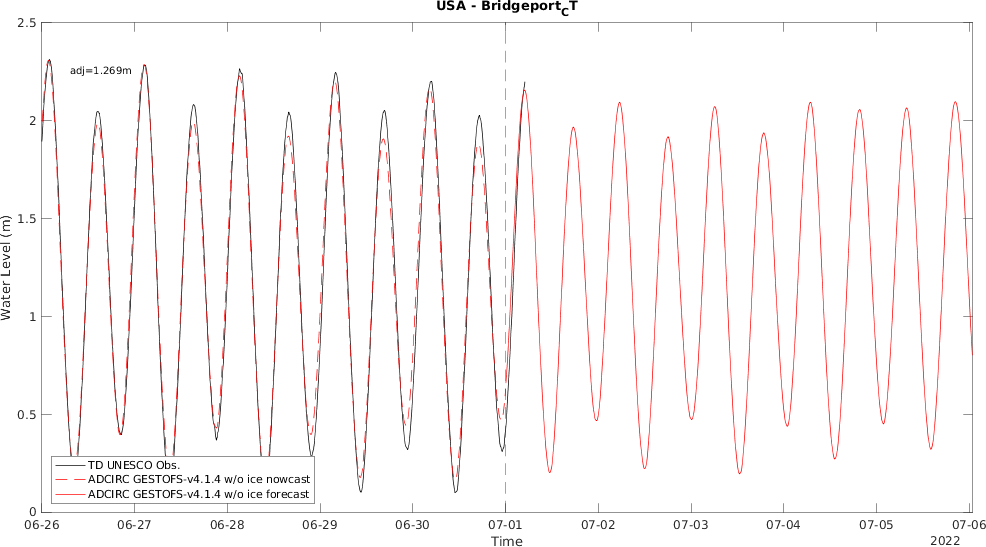 USA - Bridgeport_CT
adj=1.269m
2.5
2
1.5
1
0.5
0
Water Level (m)
TD UNESCO Obs.
ADCIRC GESTOFS-v4.1.4 w/o ice nowcast
ADCIRC GESTOFS-v4.1.4 w/o ice forecast
06-26 06-27 06-28 06-29 06-30 07-01 07-02 07-03 07-04 07-05 07-06
Time
2022